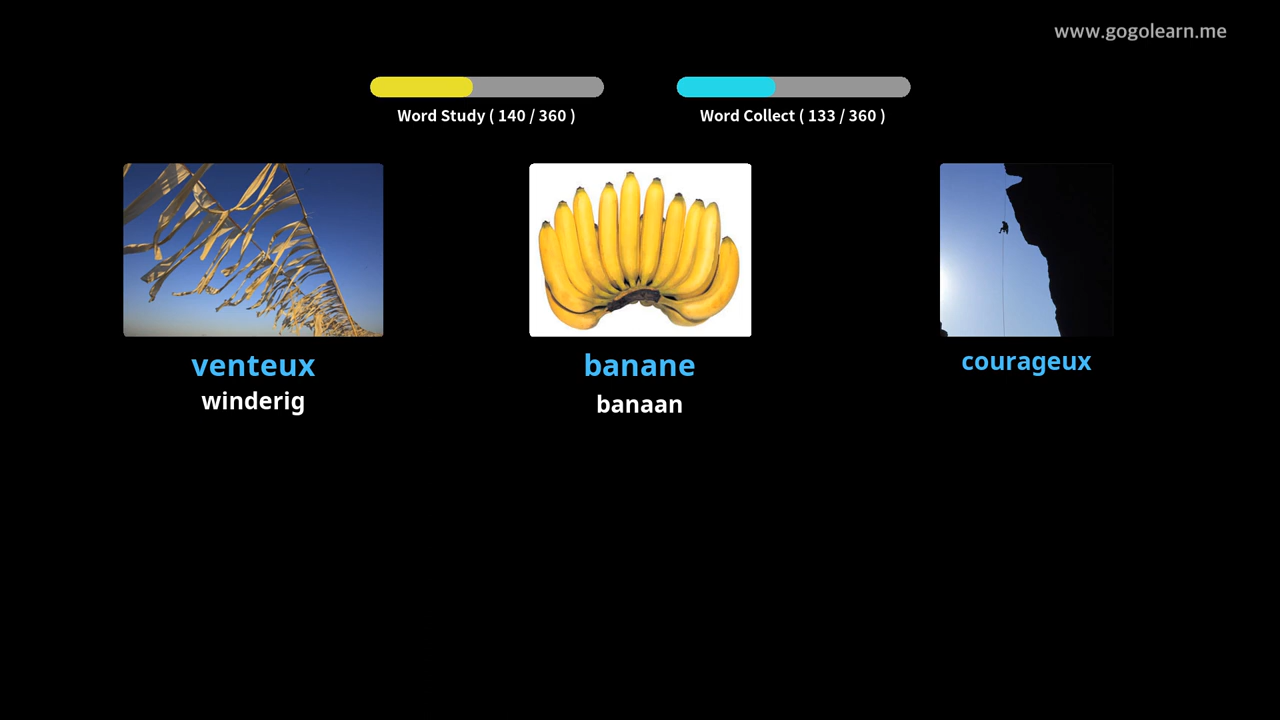 www.gogolearn.me
Word Study ( 140 / 360 )
Word Collect ( 133 / 360 )
venteux
winderig
banane
banaan
courageux